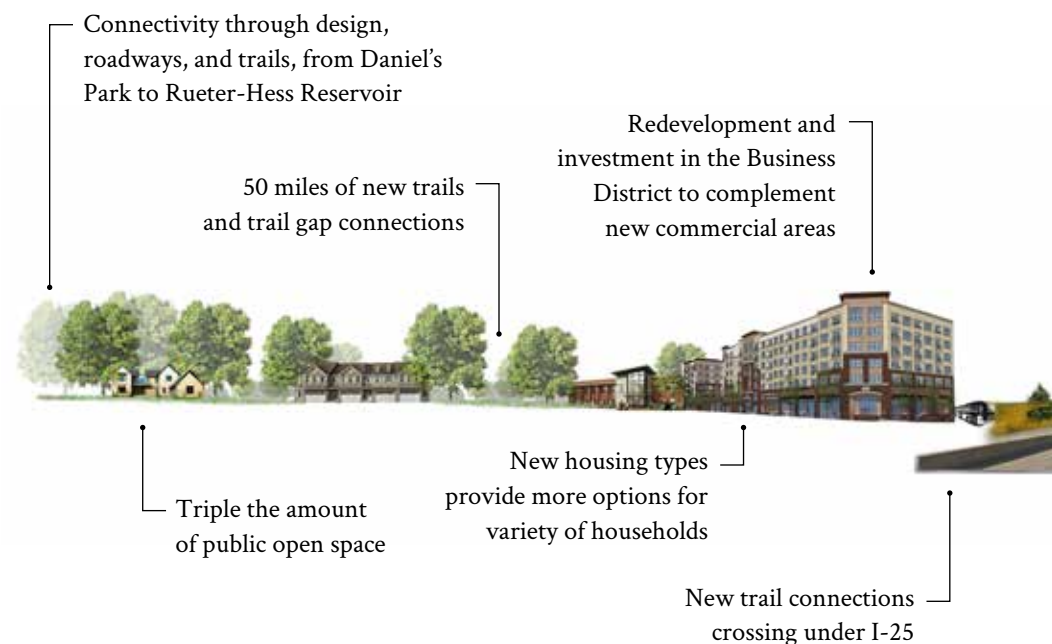 Connectivity through design,
roadways, and trails, from Daniel’s
Park to Rueter-Hess Reservoir
Redevelopment and
investment in the Business
District to complement
new commercial areas
50 miles of new trails
and trail gap connections
New housing types
provide more options for
variety of households
Triple the amount
of public open space
New trail connections
crossing under I-25